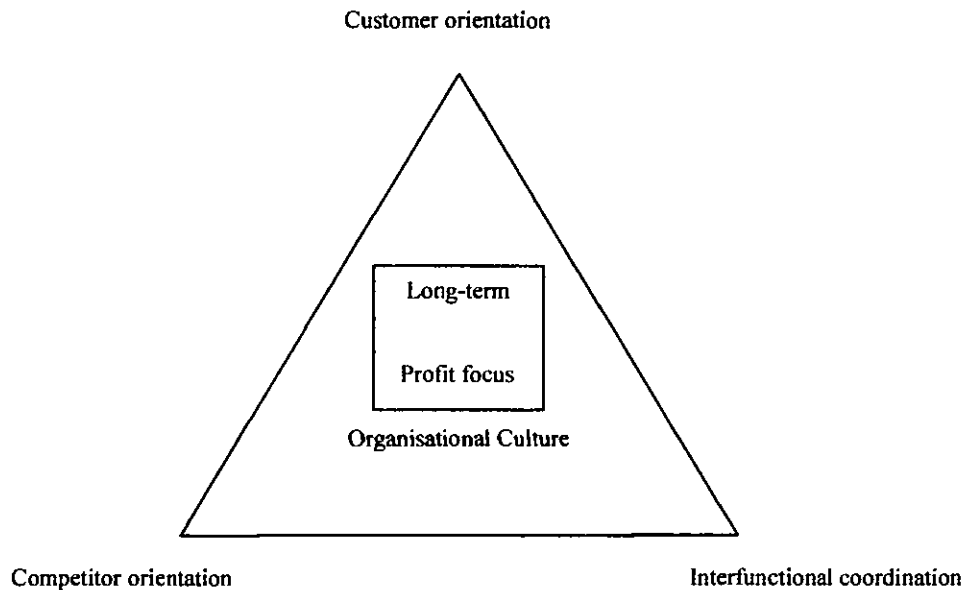 Customer orientation
Long-term
Profit focus
Organisational Culture
Competitor orientation
Interfunctional coordination